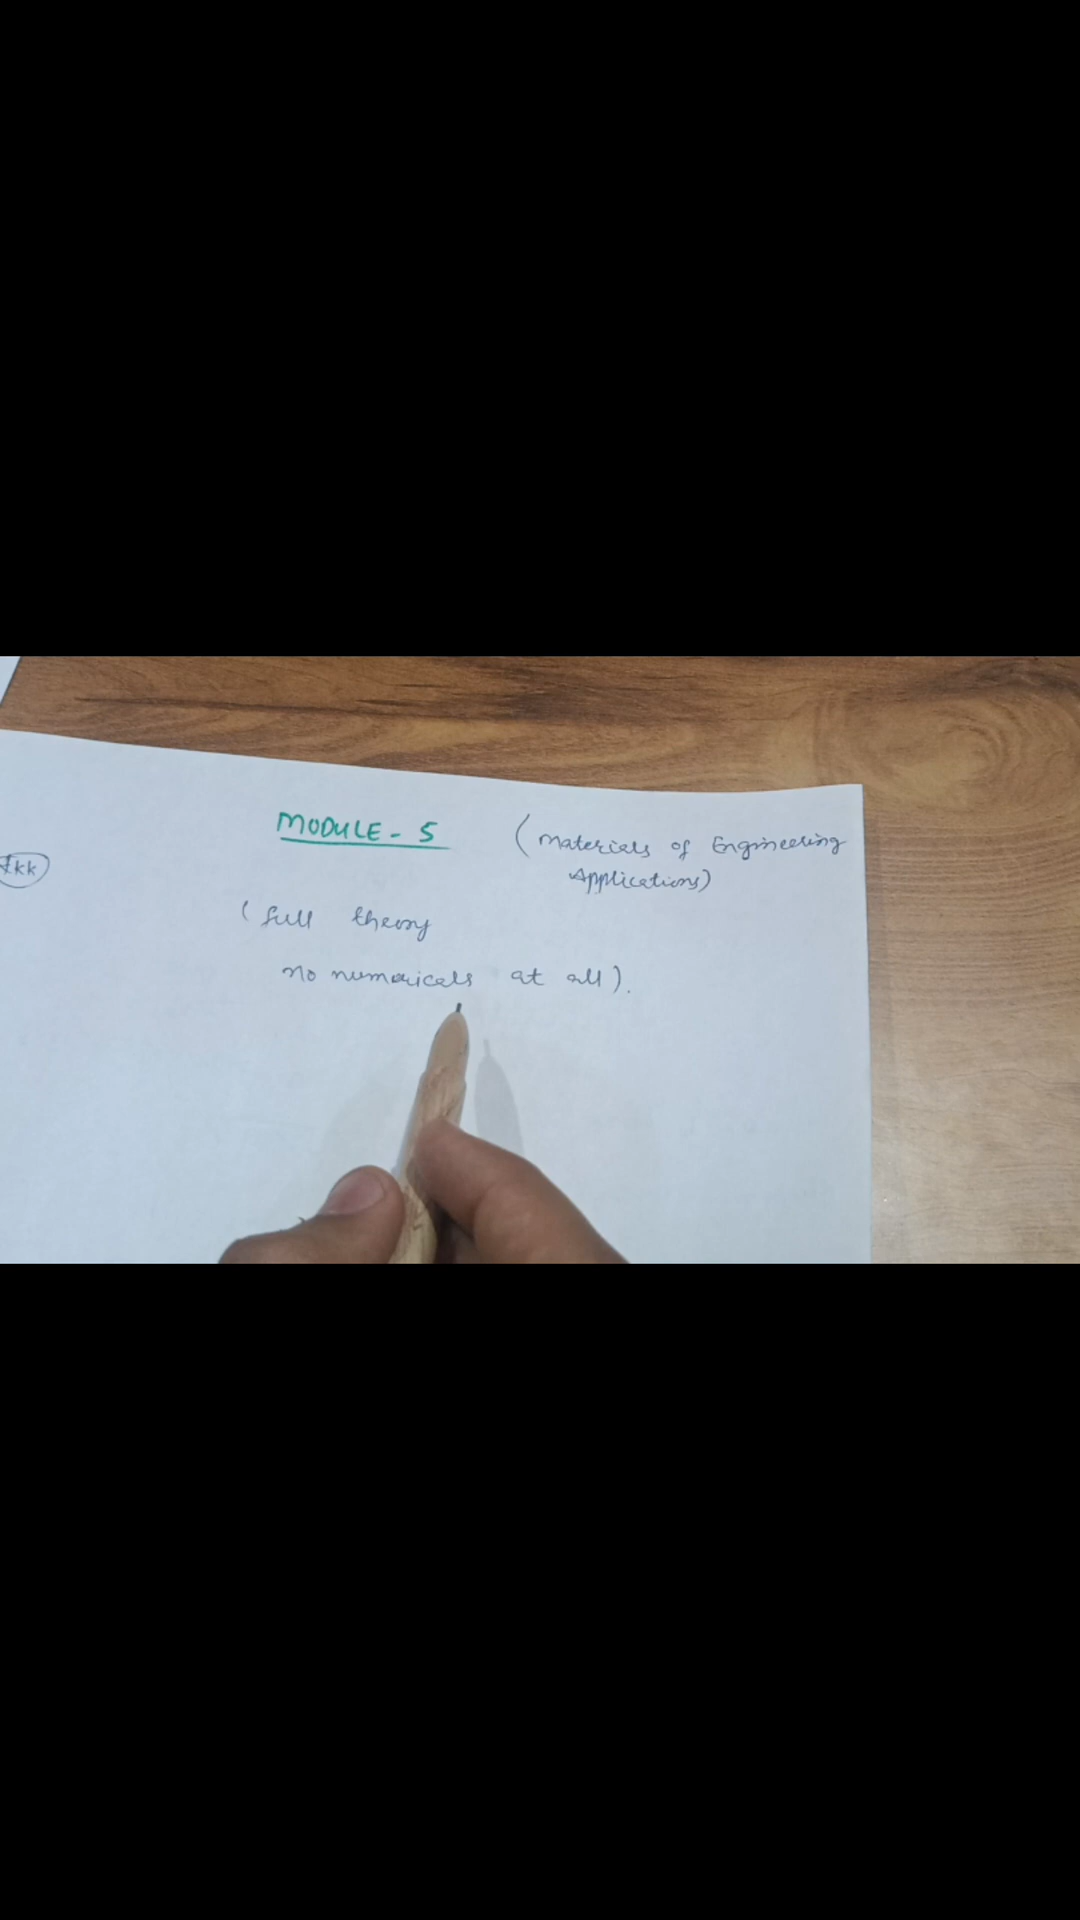 MODULE - 5
(Materials of Engineering
Applications)
(full theory
no numericals at all).